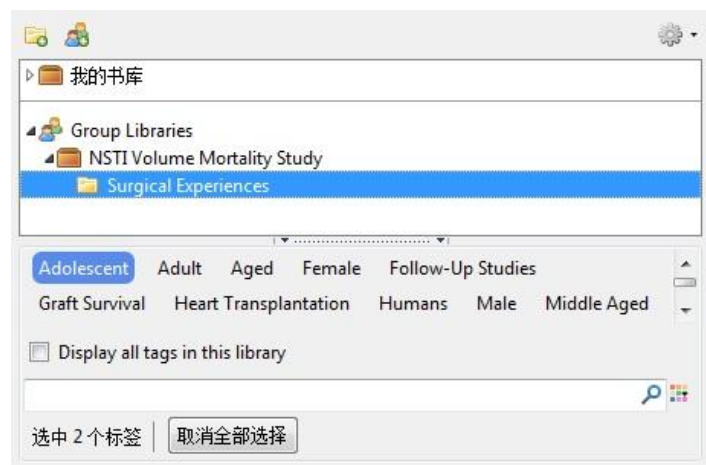 我的书库
Group Libraries
NSTI Volume Mortality Study
Surgical Experiences
Adolescent Adult Aged Female Follow-Up Studies
Graft Survival Heart Transplantation Humans Male Middle Aged
Display all tags in this library
选中 2 个标签 取消全部选择